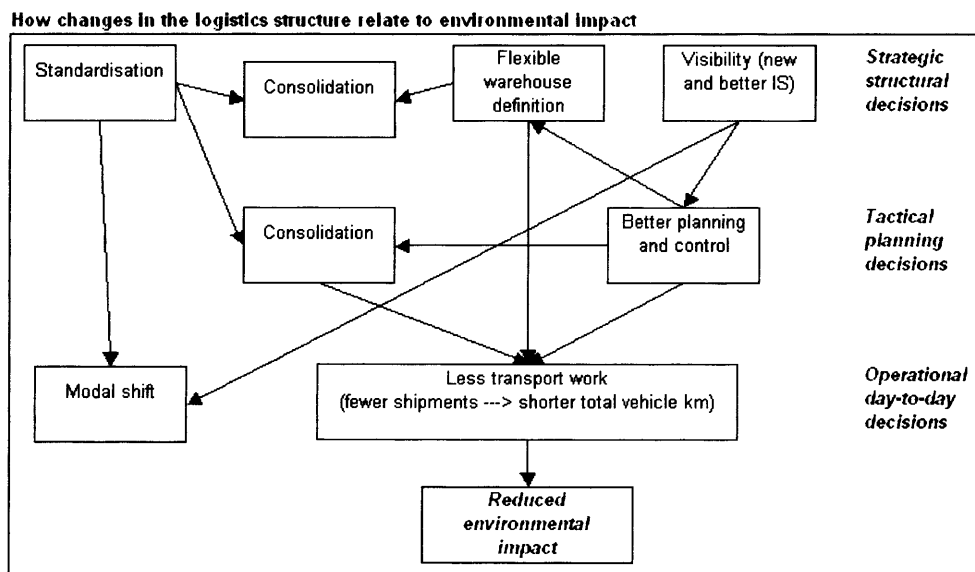 How changes in the logistics structure relate to environmental impact
Standardisation
Consolidation
Flexible
warehouse
definition
Visibility (new
and better IS)
Strategic
structural
decisions
Consolidation
Better planning
and control
Tactical
planning
decisions
Modal shift
Less transport work
(fewer shipments ---> shorter total vehicle km)
Operational
day-to-day
decisions
Reduced
environmental
impact